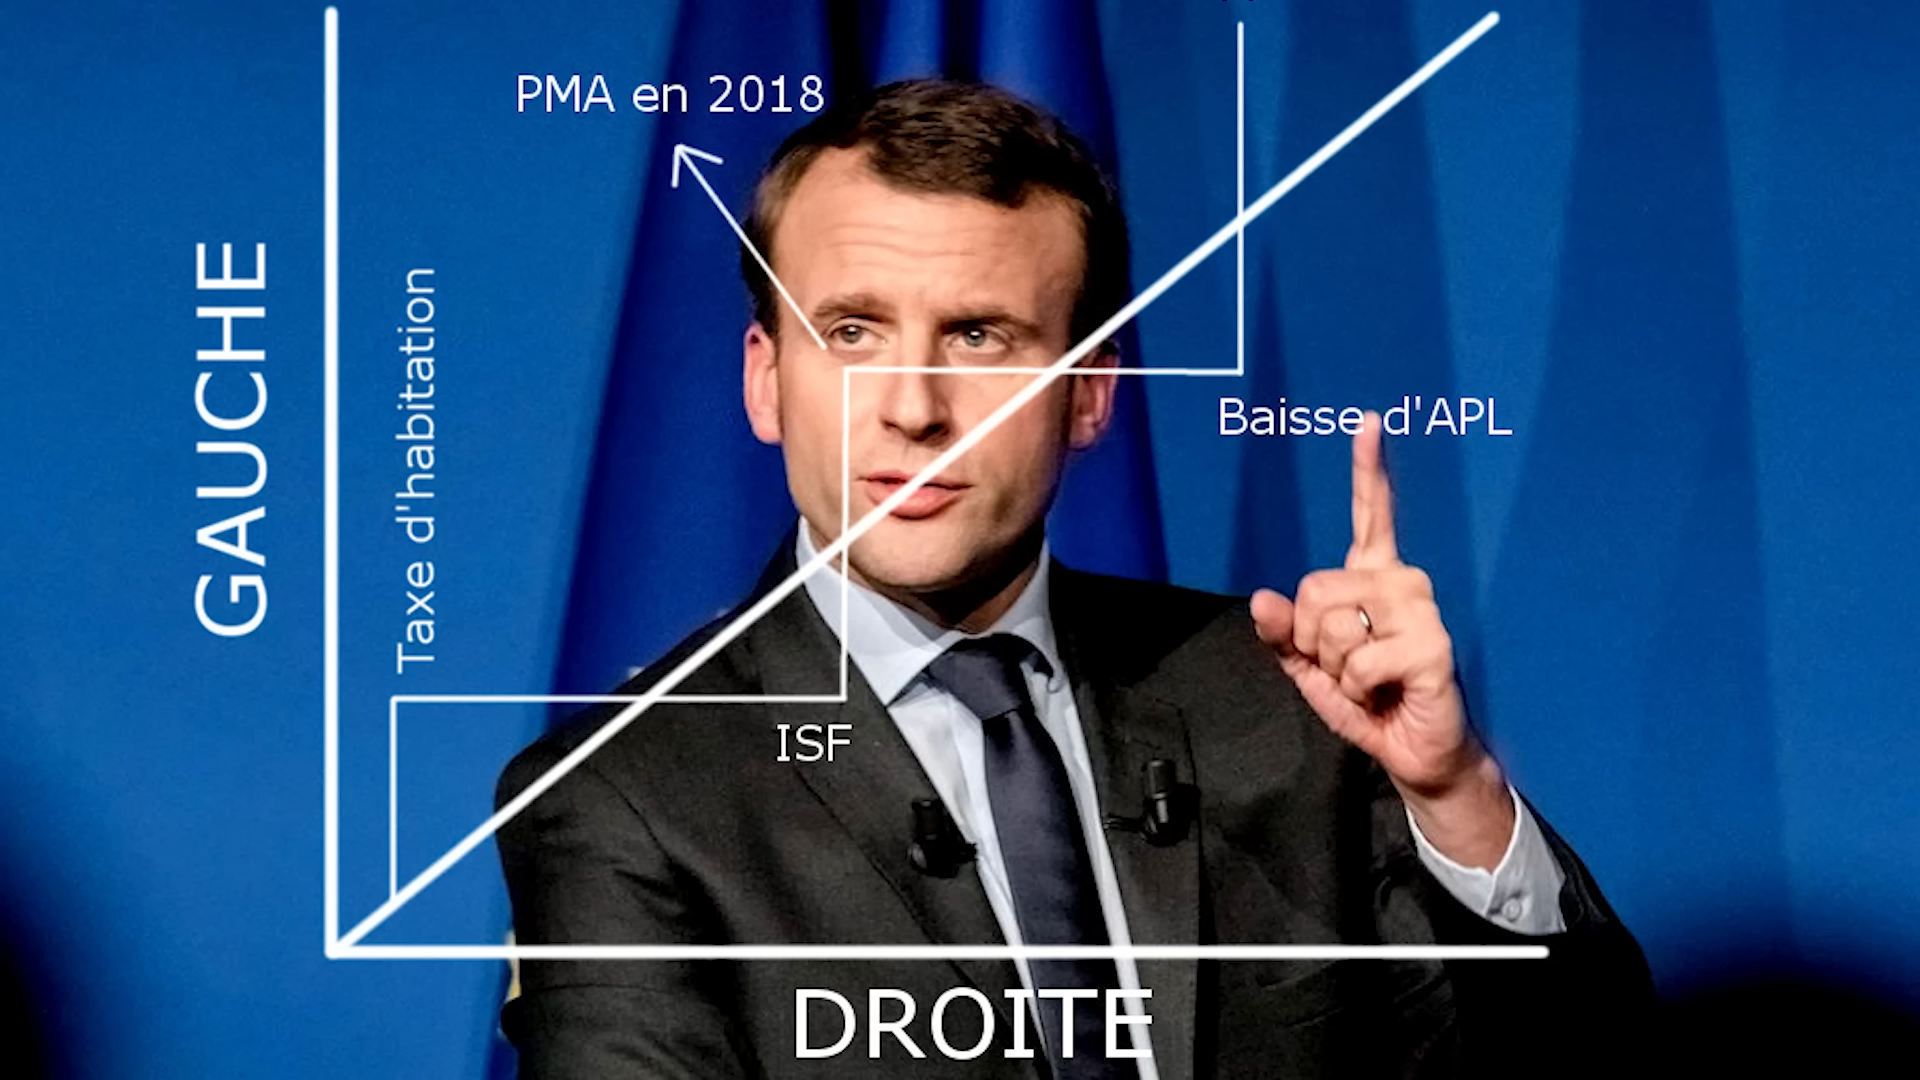 PMA en 2018
GAUCHE
Taxe d'habitation
Baisse d'APL
ISF
DROITE